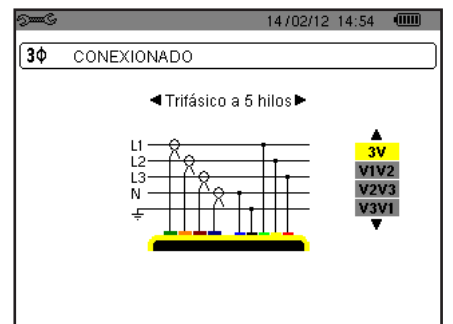 14/02/12 14:54
3Φ CONEXIONADO
◄Trifásico a 5 hilos►
L1
L2
L3
N
3V
V1V2
V2V3
V3V1